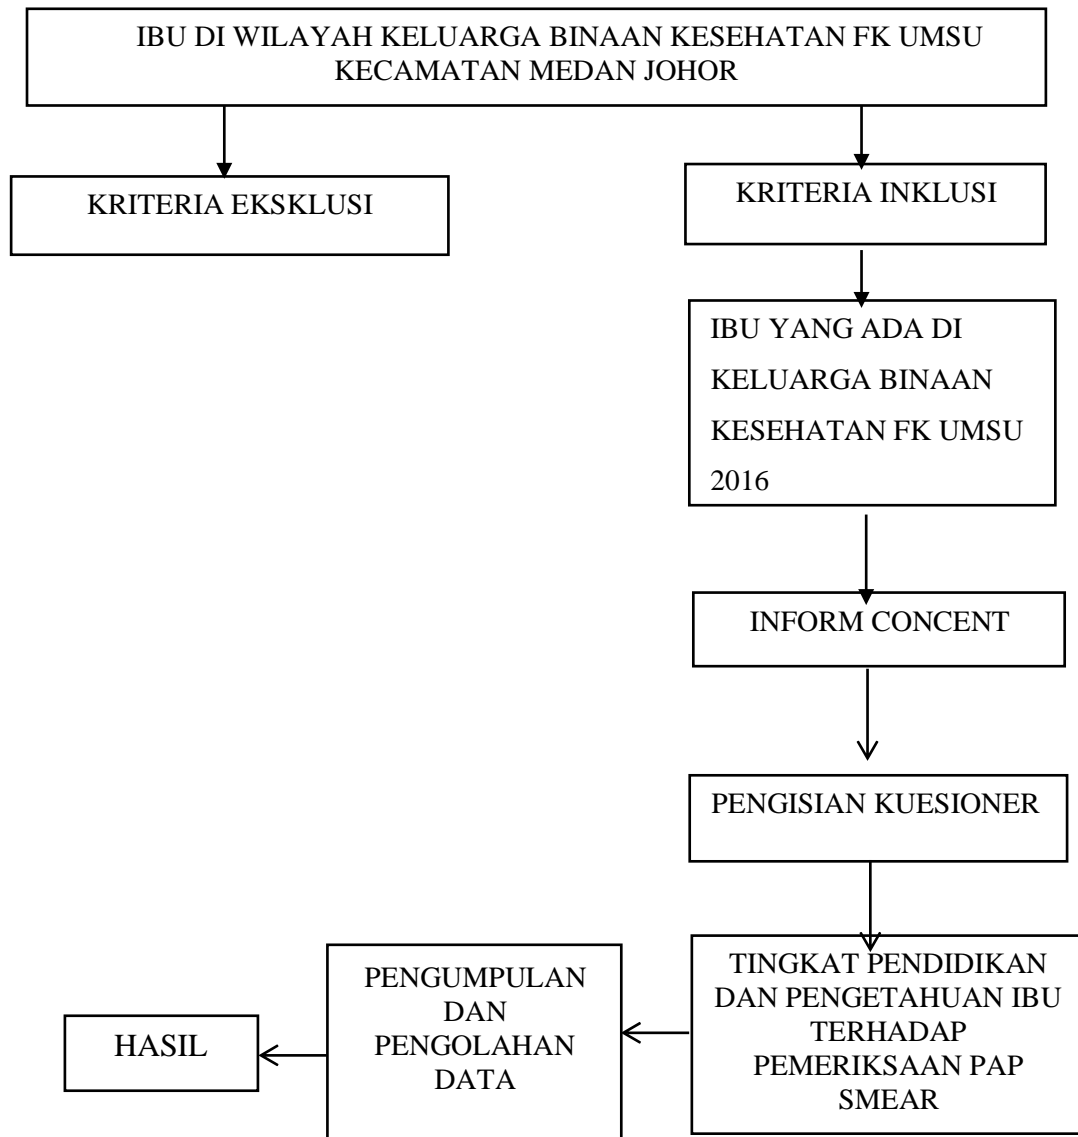 IBU DI WILAYAH KELUARGA BINAAN KESEHATAN FK UMSU
KECAMATAN MEDAN JOHOR
KRITERIA EKSKLUSI
KRITERIA INKLUSI
IBU YANG ADA DI
KELUARGA BINAAN
KESEHATAN FK UMSU
2016
INFORM CONCENT
PENGISIAN KUESIONER
TINGKAT PENDIDIKAN
DAN PENGETAHUAN IBU
TERHADAP
PEMERIKSAAN PAP
SMEAR
PENGUMPULAN
DAN
PENGOLAHAN
DATA
HASIL